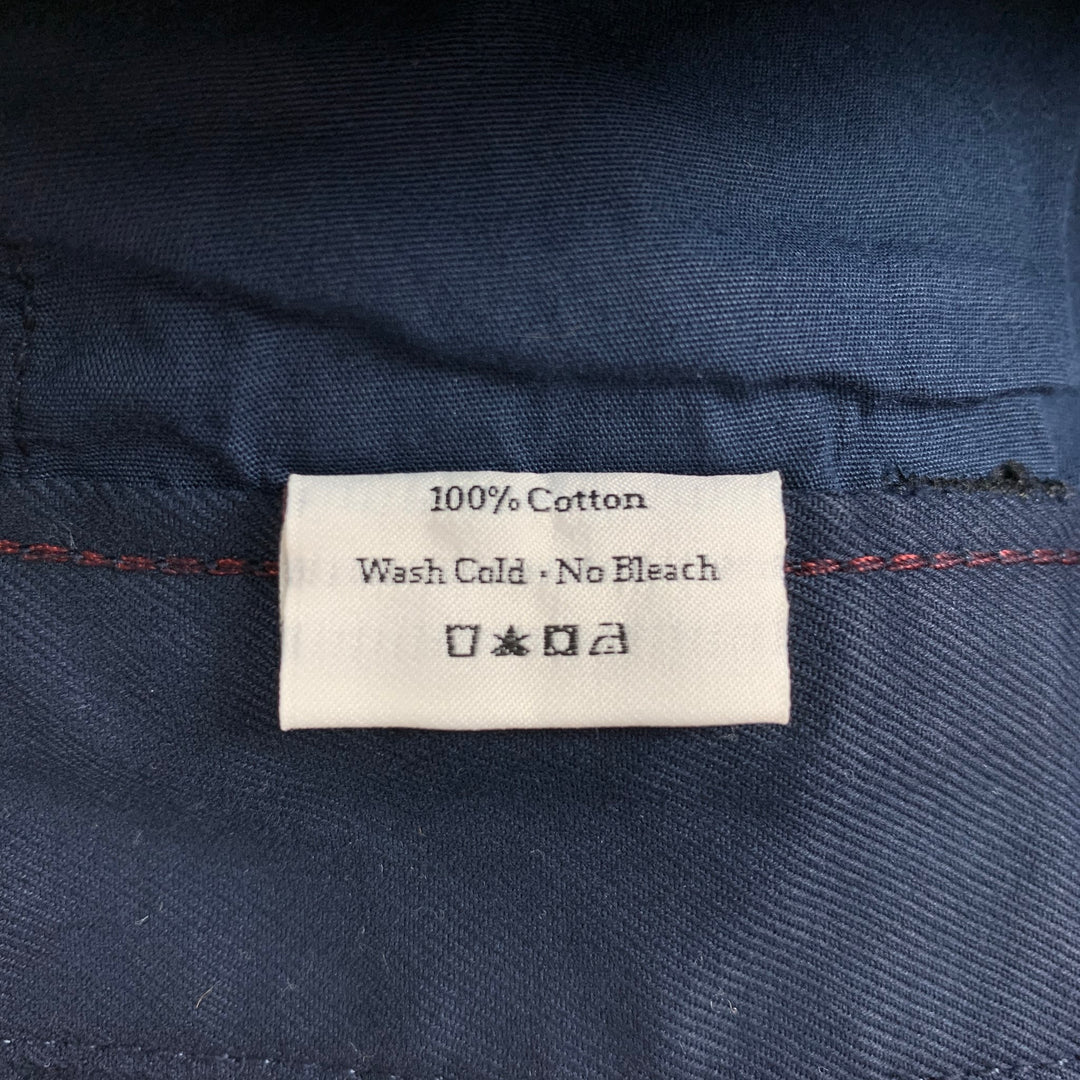 100% Cotton
Wash Cold · No Bleach